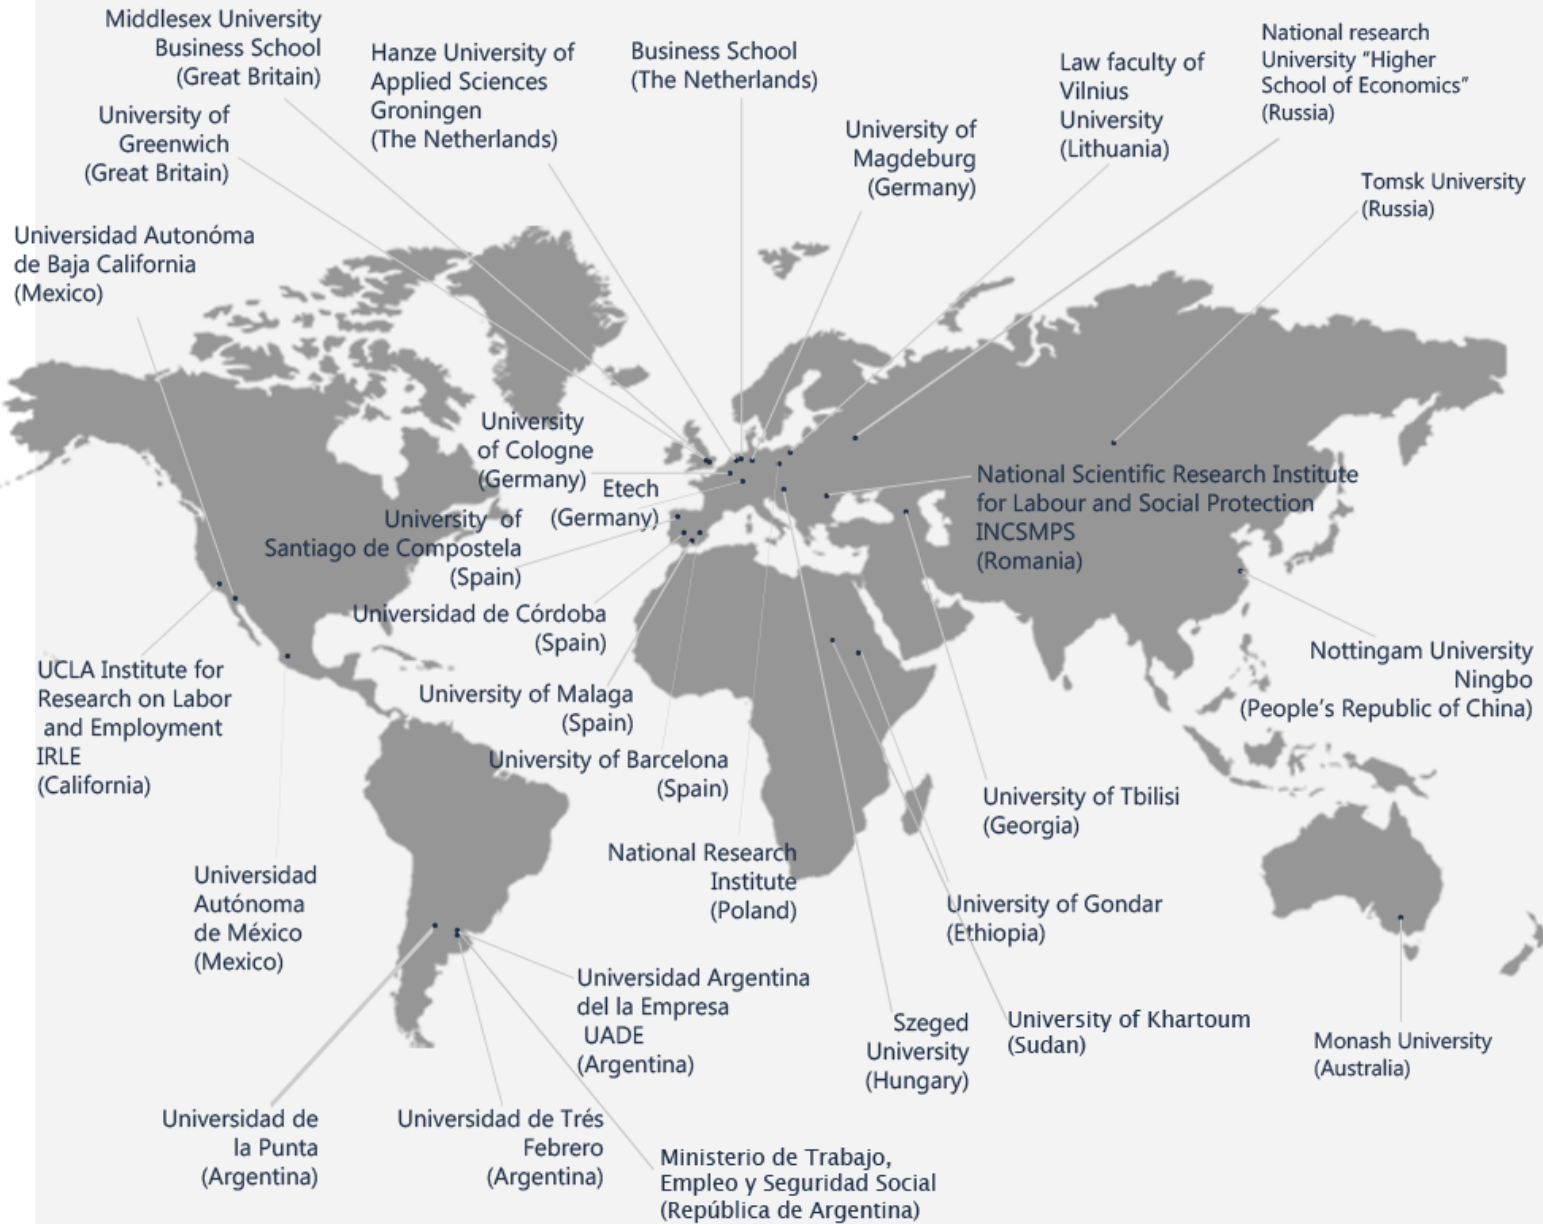 Middlesex University
Business School
(Great Britain)
Hanze University of
Applied Sciences
Groningen
(The Netherlands)
Business School
(The Netherlands)
Law faculty of
Vilnius
University
(Lithuania)
National research
University “Higher
School of Economics”
(Russia)
University of
Greenwich
(Great Britain)
University of
Magdeburg
(Germany)
Tomsk University
(Russia)
Universidad Autonóma
de Baja California
(Mexico)
University
of Cologne
(Germany)
Etech
(Germany)
National Scientific Research Institute
for Labour and Social Protection
INCSMPS
(Romania)
University of
Santiago de Compostela
(Spain)
Universidad de Córdoba
(Spain)
UCLA Institute for
Research on Labor
and Employment
IRLE
(California)
University of Malaga
(Spain)
Nottingam University
Ningbo
(People’s Republic of China)
University of Barcelona
(Spain)
University of Tbilisi
(Georgia)
National Research
Institute
(Poland)
Universidad
Autónoma
de México
(Mexico)
University of Gondar
(Ethiopia)
Universidad Argentina
del la Empresa
UADE
(Argentina)
Szeged
University
(Hungary)
University of Khartoum
(Sudan)
Monash University
(Australia)
Universidad de
la Punta
(Argentina)
Universidad de Trés
Febrero
(Argentina)
Ministerio de Trabajo,
Empleo y Seguridad Social
(República de Argentina)